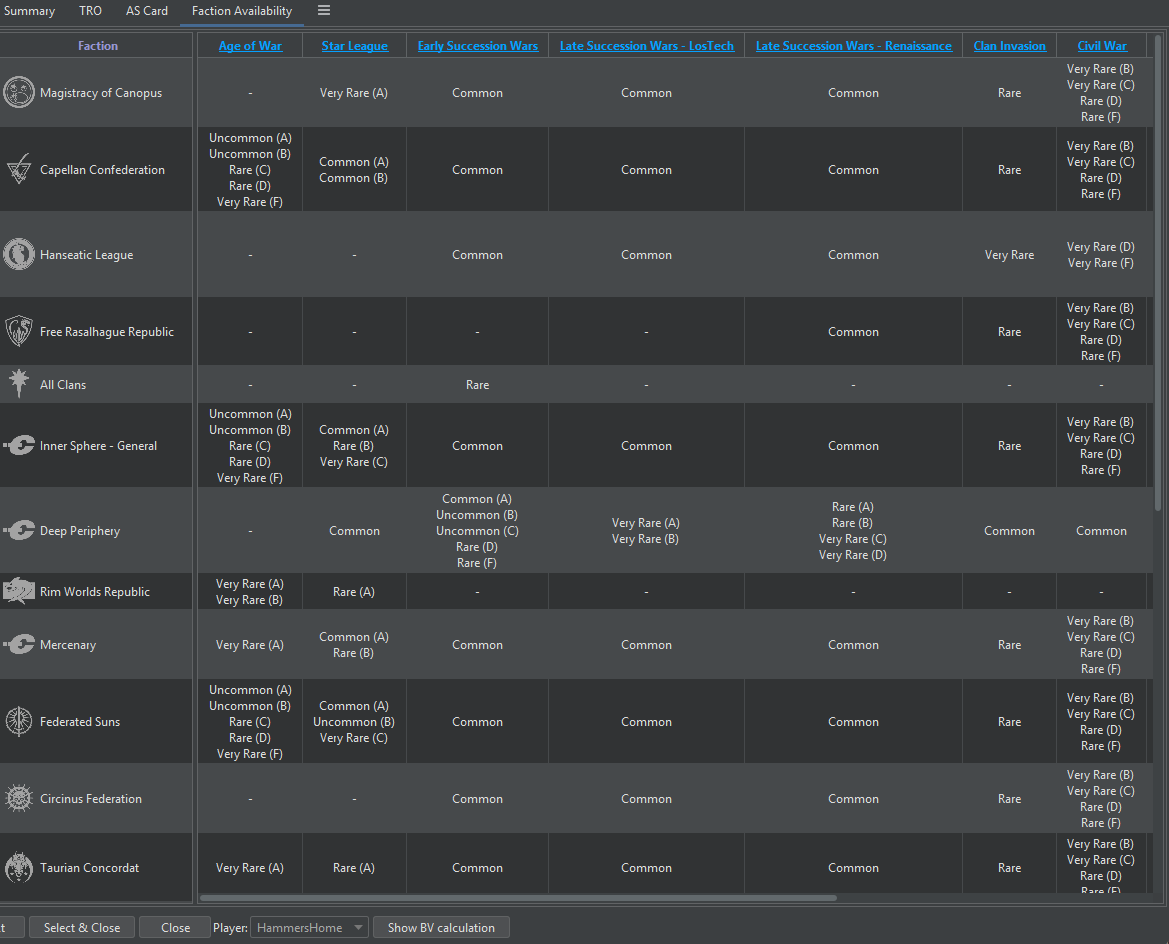 Summary TRO AS Card Faction Availability
Faction Age of War Star League Early Succession Wars Late Succession Wars - LosTech Late Succession Wars - Renaissance Clan Invasion Civil War
Magistracy of Canopus - Very Rare (A) Common Common Common Rare Very Rare (B)
Very Rare (C)
Rare (D)
Rare (F)
Capellan Confederation Uncommon (A)
Uncommon (B)
Rare (C)
Rare (D)
Very Rare (F)
Common (A)
Common (B)
Common Common Common Rare Very Rare (B)
Very Rare (C)
Rare (D)
Rare (F)
Hanseatic League - - Common Common Common Very Rare Very Rare (D)
Very Rare (F)
Free Rasalhague Republic - - - - Common Rare Very Rare (B)
Very Rare (C)
Rare (D)
Rare (F)
All Clans - - Rare - - - -
Inner Sphere - General Uncommon (A)
Uncommon (B)
Rare (C)
Rare (D)
Very Rare (F)
Common (A)
Rare (B)
Very Rare (C)
Common Common Common Rare Very Rare (B)
Very Rare (C)
Rare (D)
Rare (F)
Deep Periphery - Common Common (A)
Uncommon (B)
Uncommon (C)
Rare (D)
Rare (F)
Very Rare (A)
Very Rare (B)
Rare (A)
Rare (B)
Very Rare (C)
Very Rare (D)
Common Common
Rim Worlds Republic Very Rare (A)
Very Rare (B)
Rare (A) - - - - -
Mercenary Very Rare (A) Common (A)
Rare (B)
Common Common Common Rare Very Rare (B)
Very Rare (C)
Rare (D)
Rare (F)
Federated Suns Uncommon (A)
Uncommon (B)
Rare (C)
Rare (D)
Very Rare (F)
Common (A)
Uncommon (B)
Very Rare (C)
Common Common Common Rare Very Rare (B)
Very Rare (C)
Rare (D)
Rare (F)
Circinus Federation - - Common Common Common Rare Very Rare (B)
Very Rare (C)
Rare (D)
Rare (F)
Taurian Concordat Very Rare (A) Rare (A) Common Common Common Rare Very Rare (B)
Very Rare (C)
Rare (D)
Rare (F)
Select & Close Close Player: HammersHome Show BV calculation